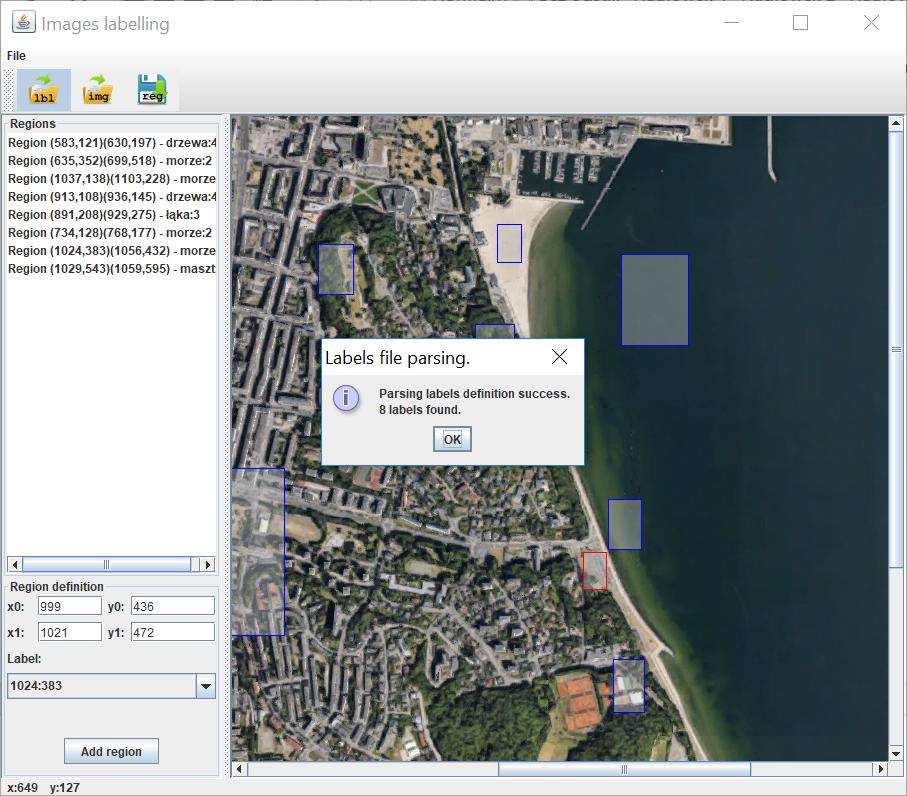 Images labelling
File
lbl
img
reg
Regions
Region (583,121)(630,197) - drzewa:4
Region (635,352)(699,518) - morze:2
Region (1037,138)(1103,228) - morze
Region (913,108)(936,145) - drzewa:4
Region (891,208)(929,275) - łąka:3
Region (734,128)(768,177) - morze:2
Region (1024,383)(1056,432) - morze
Region (1029,543)(1059,595) - maszt
Labels file parsing.
Parsing labels definition success.
8 labels found.
OK
Region definition
x0: 999 y0: 436
x1: 1021 y1: 472
Label:
1024:383
Add region
x:649 y:127